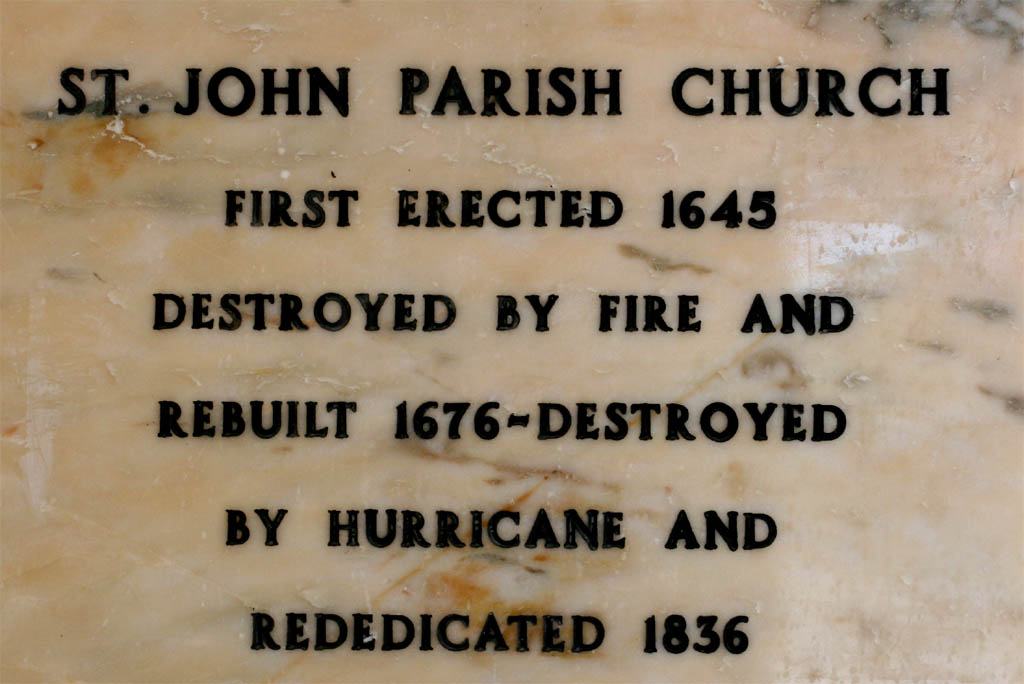 ST. JOHN PARISH CHURCH
FIRST ERECTED 1645
DESTROYED BY FIRE AND
REBUILT 1676-DESTROYED
BY HURRICANE AND
REDEDICATED 1836